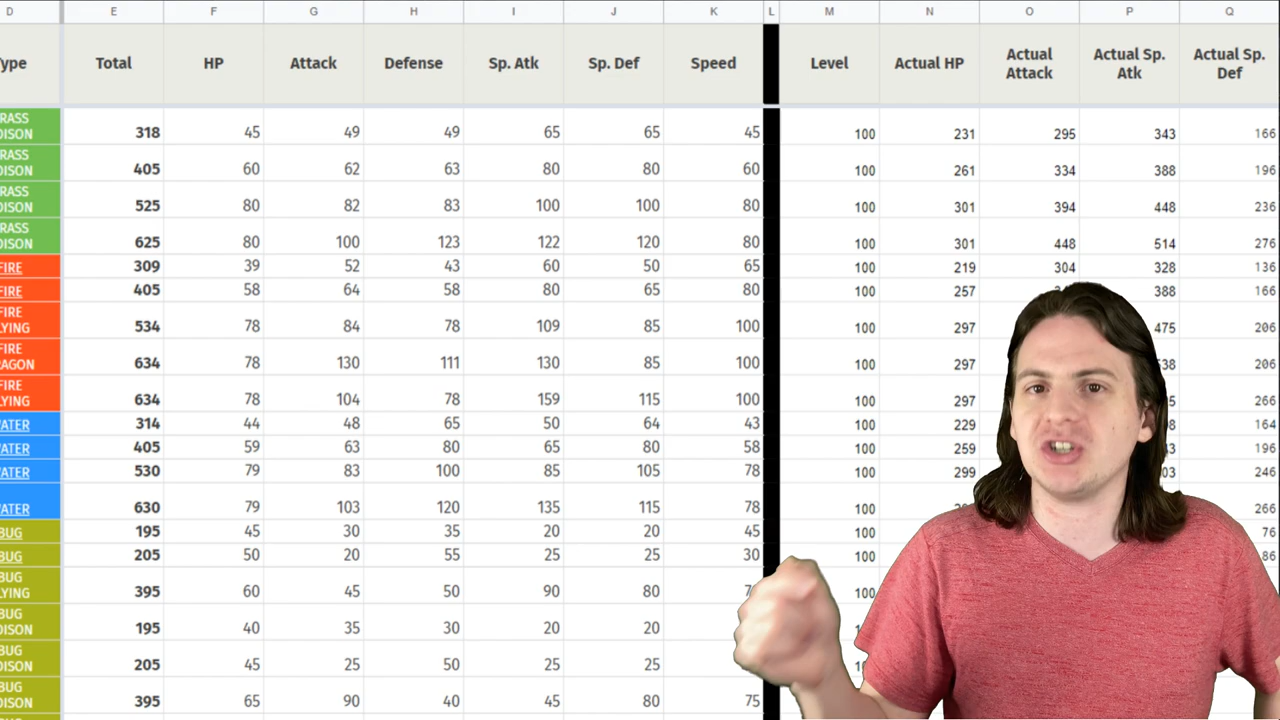 D E F G H I J K L M N O P Q
ype Total HP Attack Defense Sp. Atk Sp. Def Speed Level Actual HP Actual Attack Actual Sp. Atk Actual Sp. Def
RASS
OISON 318 45 49 49 65 65 45 100 231 295 343 166
RASS
OISON 405 60 62 63 80 80 60 100 261 334 388 196
RASS
OISON 525 80 82 83 100 100 80 100 301 394 448 236
RASS
OISON 625 80 100 123 122 120 80 100 301 448 514 276
FIRE 309 39 52 43 60 50 65 100 219 304 328 136
FIRE 405 58 64 58 80 65 80 100 257 388 166
FIRE
LYING 534 78 84 78 109 85 100 100 297 475 206
FIRE
RAGON 634 78 130 111 130 85 100 100 297 38 206
FIRE
LYING 634 78 104 78 159 115 100 100 297 266
ATER 314 44 48 65 50 64 43 100 229 164
ATER 405 59 63 80 65 80 58 100 259 196
ATER 530 79 83 100 85 105 78 100 299 03 246
ATER 630 79 103 120 135 115 78 100 266
BUG 195 45 30 35 20 20 45 100 76
BUG 205 50 20 55 25 25 30 100 86
BUG
LYING 395 60 45 50 90 80 100
BUG
OISON 195 40 35 30 20 20
BUG
OISON 205 45 25 50 25 25
BUG
OISON 395 65 90 40 45 80 75
BUG